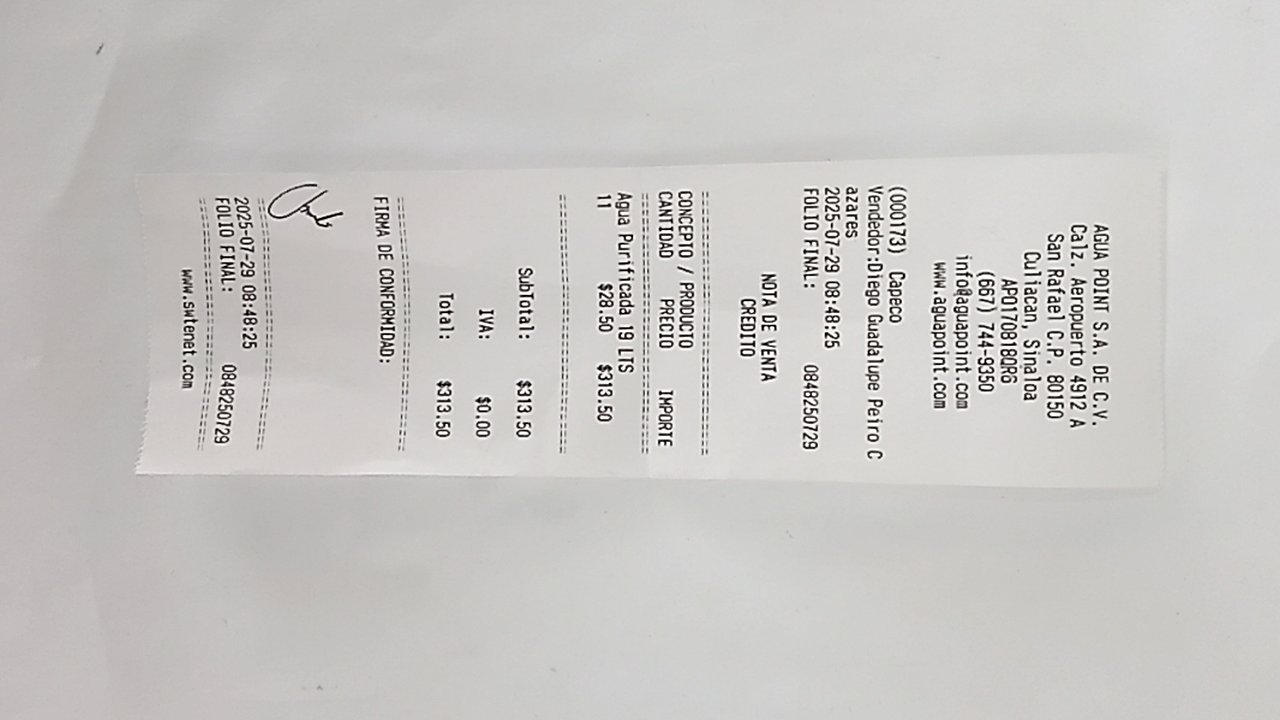 AGUA POINT S.A. DE C.V.
Calz. Aeropuerto 4912 A
San Rafael C.P. 80150
Culiacan, Sinaloa
APO170818QR6
(667) 744-9350
info@aguapoint.com
www.aguapoint.com
(000173) Capeco
Vendedor:Diego Guadalupe Peiro C
azares
2025-07-29 08:48:25
FOLIO FINAL: 0848250729
NOTA DE VENTA
CREDITO
================================
CONCEPTO / PRODUCTO
CANTIDAD PRECIO IMPORTE
================================
Agua Purificada 19 LTS
11 $28.50 $313.50
================================
SubTotal: $313.50
IVA: $0.00
Total: $313.50
================================
FIRMA DE CONFORMIDAD:
================================
2025-07-29 08:48:25
FOLIO FINAL: 0848250729
================================
www.swtenet.com